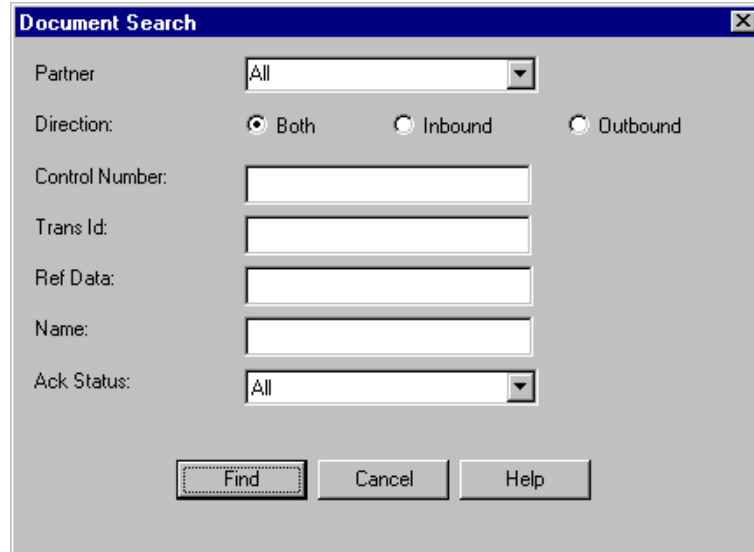 Document Search
Partner All
Direction: Both Inbound Outbound
Control Number:
Trans Id:
Ref Data:
Name:
Ack Status: All
Find Cancel Help